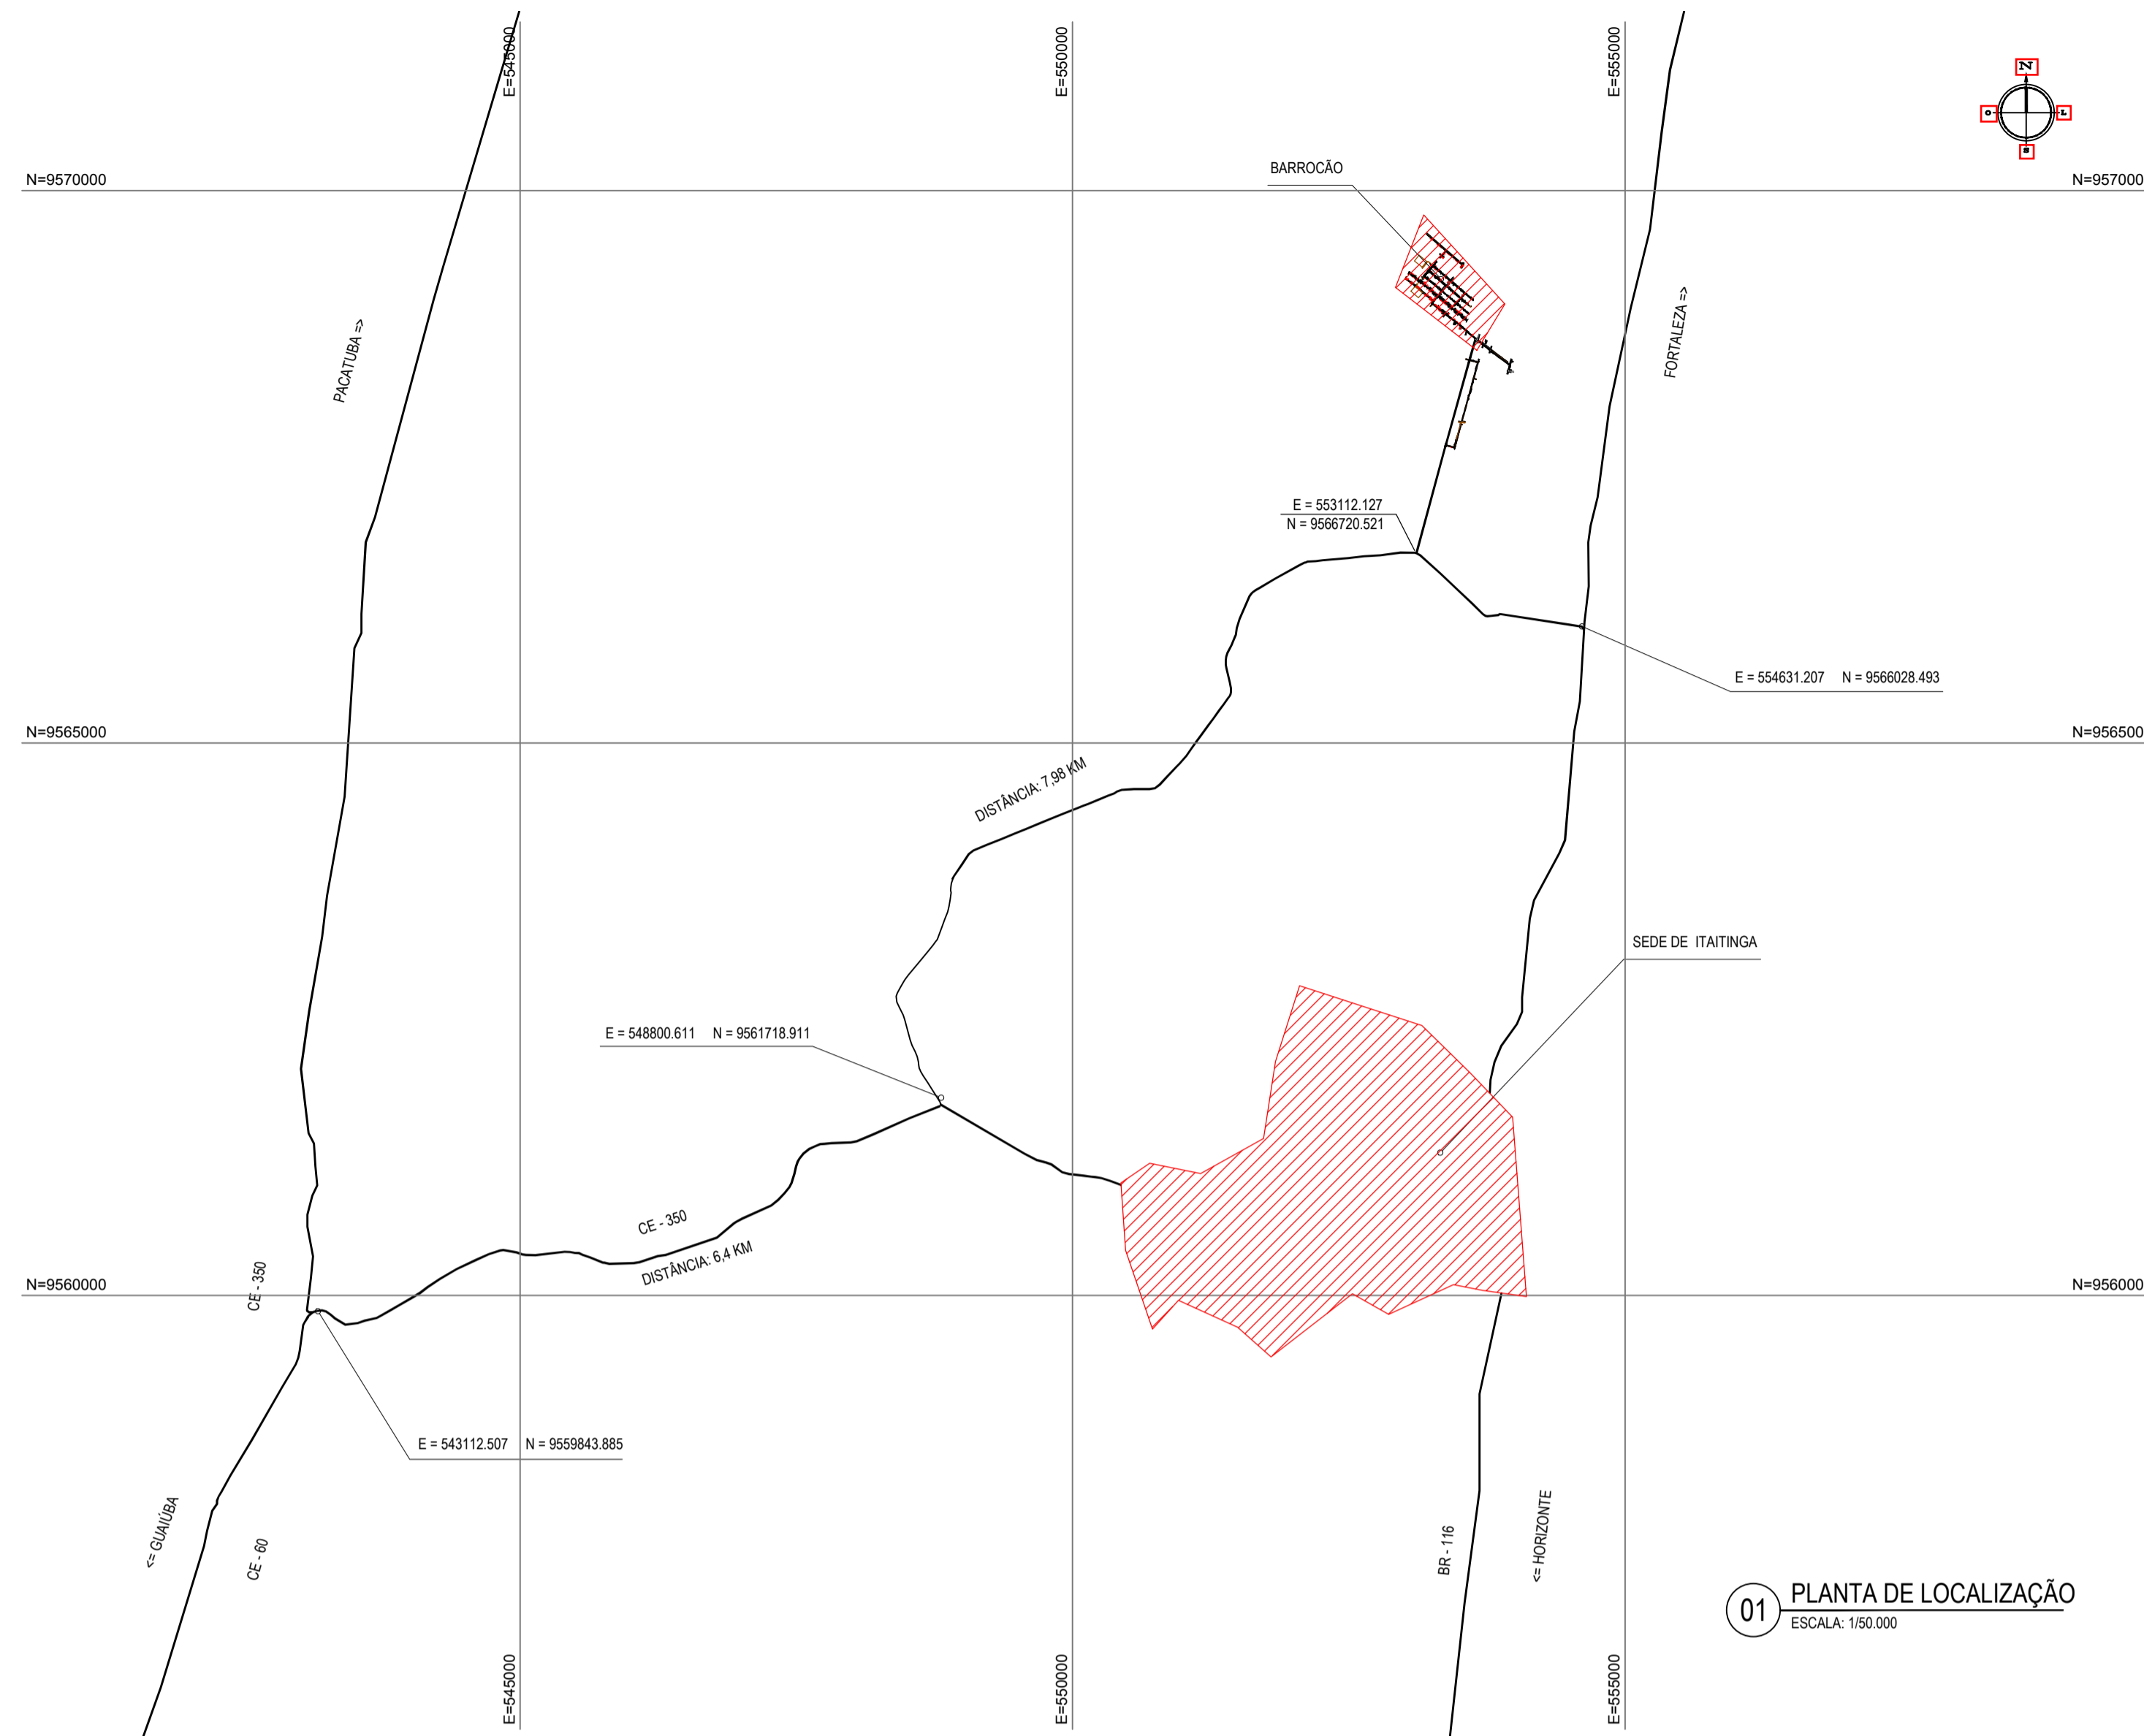 E=545000
E=550000
E=555000
N
O
L
S
BARROCÃO
N=9570000
N=957000
PACATUBA =>
FORTALEZA =>
E = 553112.127
N = 9566720.521
E = 554631.207 N = 9566028.493
N=9565000
N=956500
DISTÂNCIA: 7,98 KM
SEDE DE ITAITINGA
E = 548800.611 N = 9561718.911
CE - 350
DISTÂNCIA: 6,4 KM
CE - 350
N=9560000
N=956000
E = 543112.507 N = 9559843.885
<= GUAIÚBA
CE - 60
BR - 116
<= HORIZONTE
01
PLANTA DE LOCALIZAÇÃO
ESCALA: 1/50.000
E=545000
E=550000
E=555000